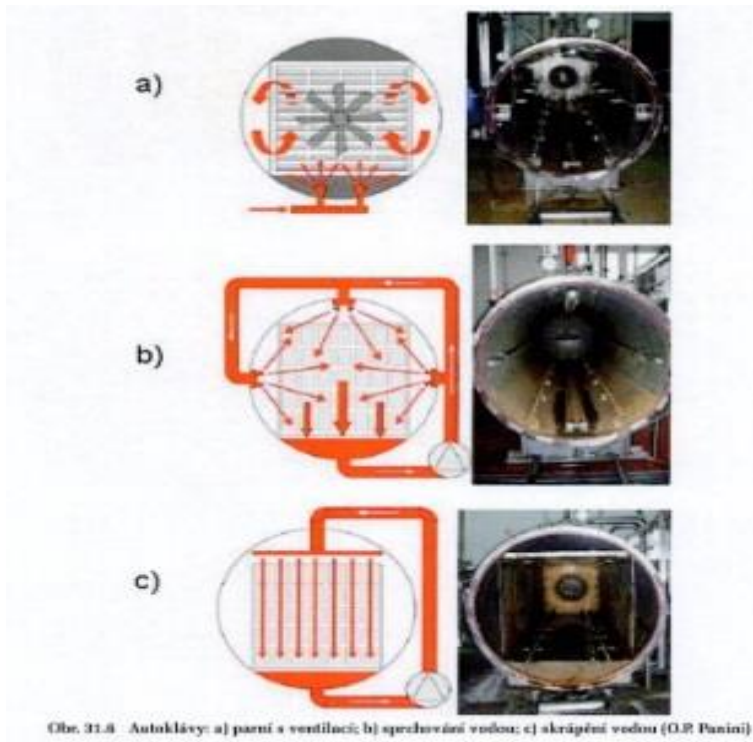 a)
b)
c)
Obr. 31.6 Autoklávy: a) parní s ventilací; b) sprchování vodou; c) skrápění vodou (O.P. Panini)